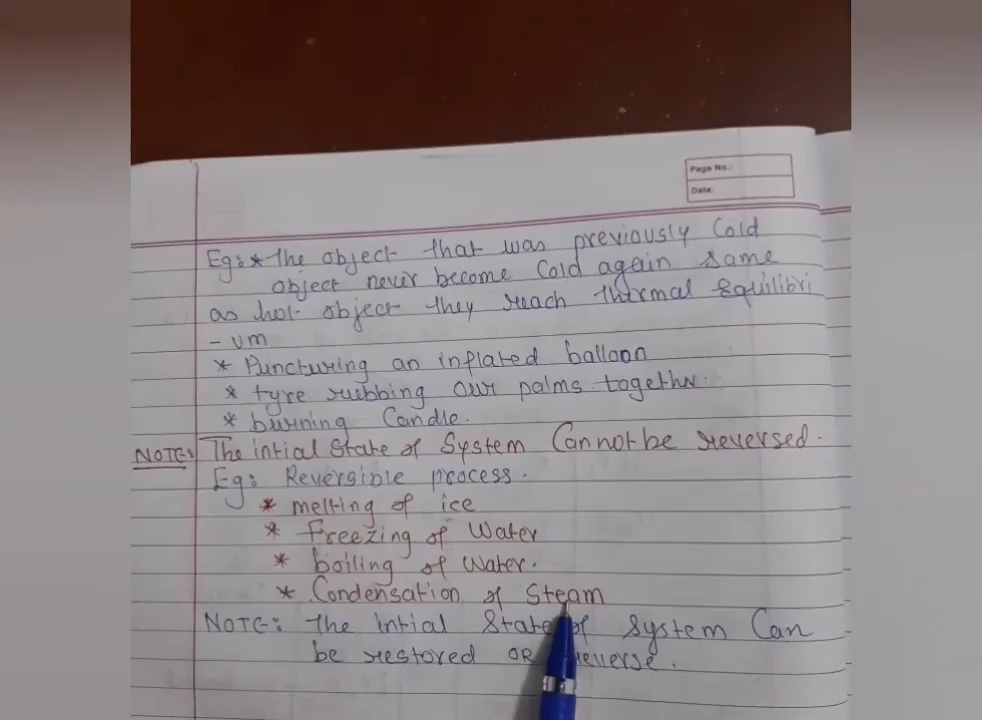 Page No.:
Date:
Eg:* the object that was previously Cold
object never become Cold again same
as hot object they reach thermal Equilibri
- um
* Puncturing an inflated balloon
* tyre rubbing our palms together.
* burning Candle.
NOTE: The intial State of System Cannot be reversed.
Eg: Reversible process.
* melting of ice
* Freezing of Water
* boiling of Water.
* Condensation of Steam
NOTE: The intial State of System Can
be restored OR reverse.